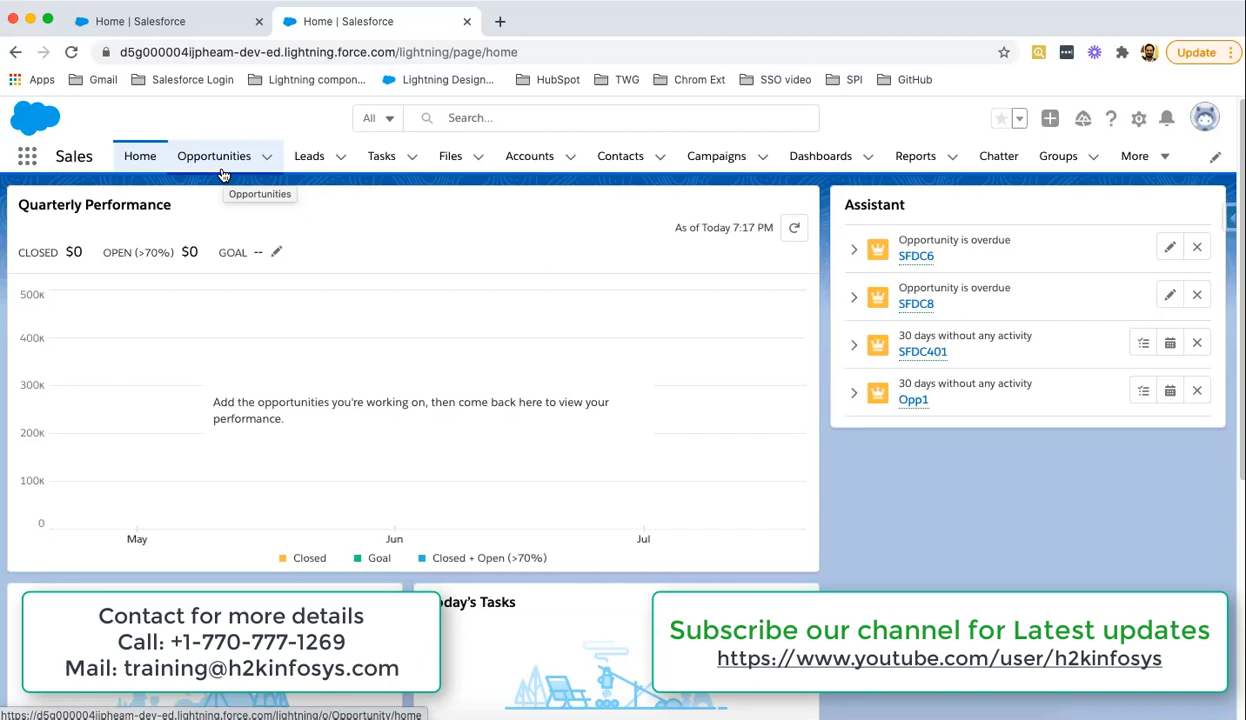 Home | Salesforce
Home | Salesforce
d5g000004ijpheam-dev-ed.lightning.force.com/lightning/page/home
Update
Apps
Gmail
Salesforce Login
Lightning compon...
Lightning Design...
HubSpot
TWG
Chrom Ext
SSO video
SPI
GitHub
All
Search...
Sales
Home
Opportunities
Leads
Tasks
Files
Accounts
Contacts
Campaigns
Dashboards
Reports
Chatter
Groups
More
Opportunities
Quarterly Performance
As of Today 7:17 PM
CLOSED $0 OPEN (>70%) $0 GOAL --
500K
400K
300K
200K
100K
0
Add the opportunities you're working on, then come back here to view your
performance.
May
Jun
Jul
Closed
Goal
Closed + Open (>70%)
Assistant
Opportunity is overdue
SFDC6
Opportunity is overdue
SFDC8
30 days without any activity
SFDC401
30 days without any activity
Opp1
oday's Tasks
Contact for more details
Call: +1-770-777-1269
Mail: training@h2kinfosys.com
Subscribe our channel for Latest updates
https://www.youtube.com/user/h2kinfosys
https://d5g000004ijpheam-dev-ed.lightning.force.com/lightning/o/Opportunity/home